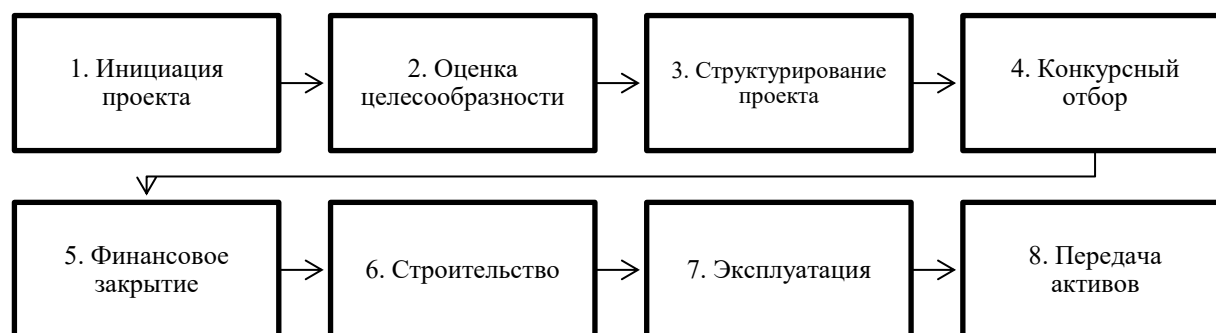 1. Инициация
проекта
2. Оценка
целесообразности
3. Структурирование
проекта
4. Конкурсный
отбор
5. Финансовое
закрытие
6. Строительство
7. Эксплуатация
8. Передача
активов